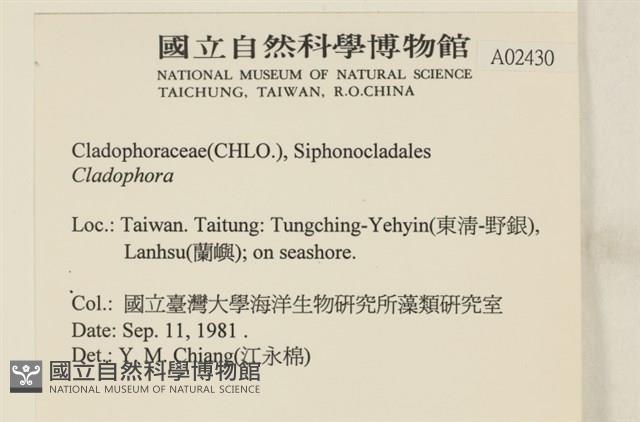 國立自然科學博物館
A02430
NATIONAL MUSEUM OF NATURAL SCIENCE
TAICHUNG, TAIWAN, R.O.CHINA
Cladophoraceae(CHLO.), Siphonocladales
Cladophora
Loc.: Taiwan. Taitung: Tungching-Yehyin(東淸-野銀),
Lanhsu(蘭嶼); on seashore.
Col.: 國立臺灣大學海洋生物研究所藻類研究室
Date: Sep. 11, 1981 .
Det.: Y. M. Chiang(江永棉)
國立自然科學博物館
NATIONAL MUSEUM OF NATURAL SCIENCE